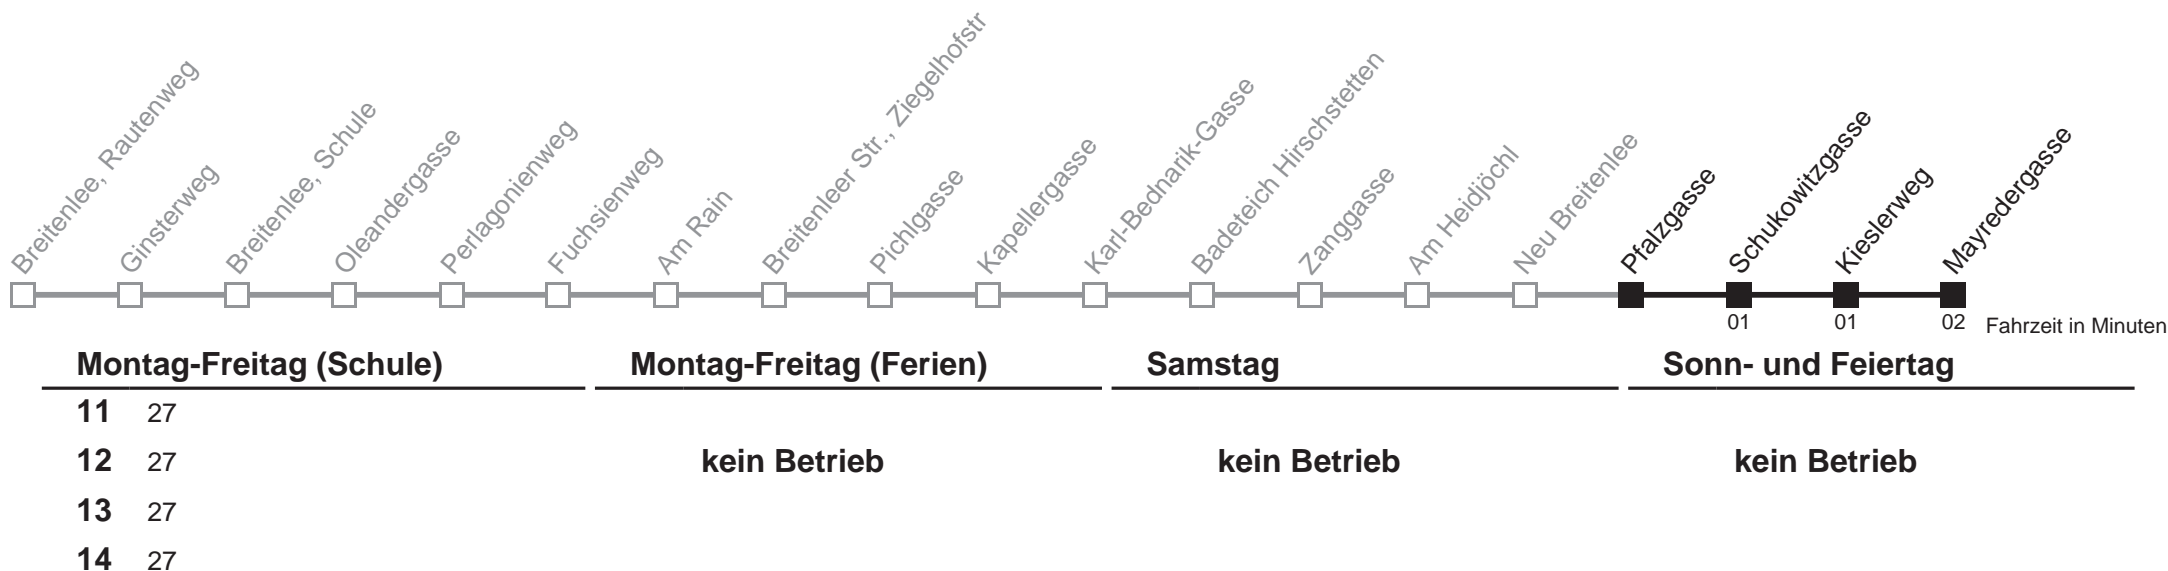 Breitenlee, Rautenweg
Ginsterweg
Breitenlee, Schule
Oleandergasse
Perlagonienweg
Fuchsienweg
Am Rain
Breitenleer Str., Ziegelhofstr
Pichlgasse
Kapellergasse
Karl-Bednarik-Gasse
Badeteich Hirschstetten
Zanggasse
Am Heidjöchl
Neu Breitenlee
Pfalzgasse
Schukowitzgasse
Kieslerweg
Mayredergasse
01 01 02 Fahrzeit in Minuten
Montag-Freitag (Schule) Montag-Freitag (Ferien) Samstag Sonn- und Feiertag
11 27
12 27 kein Betrieb kein Betrieb kein Betrieb
13 27
14 27